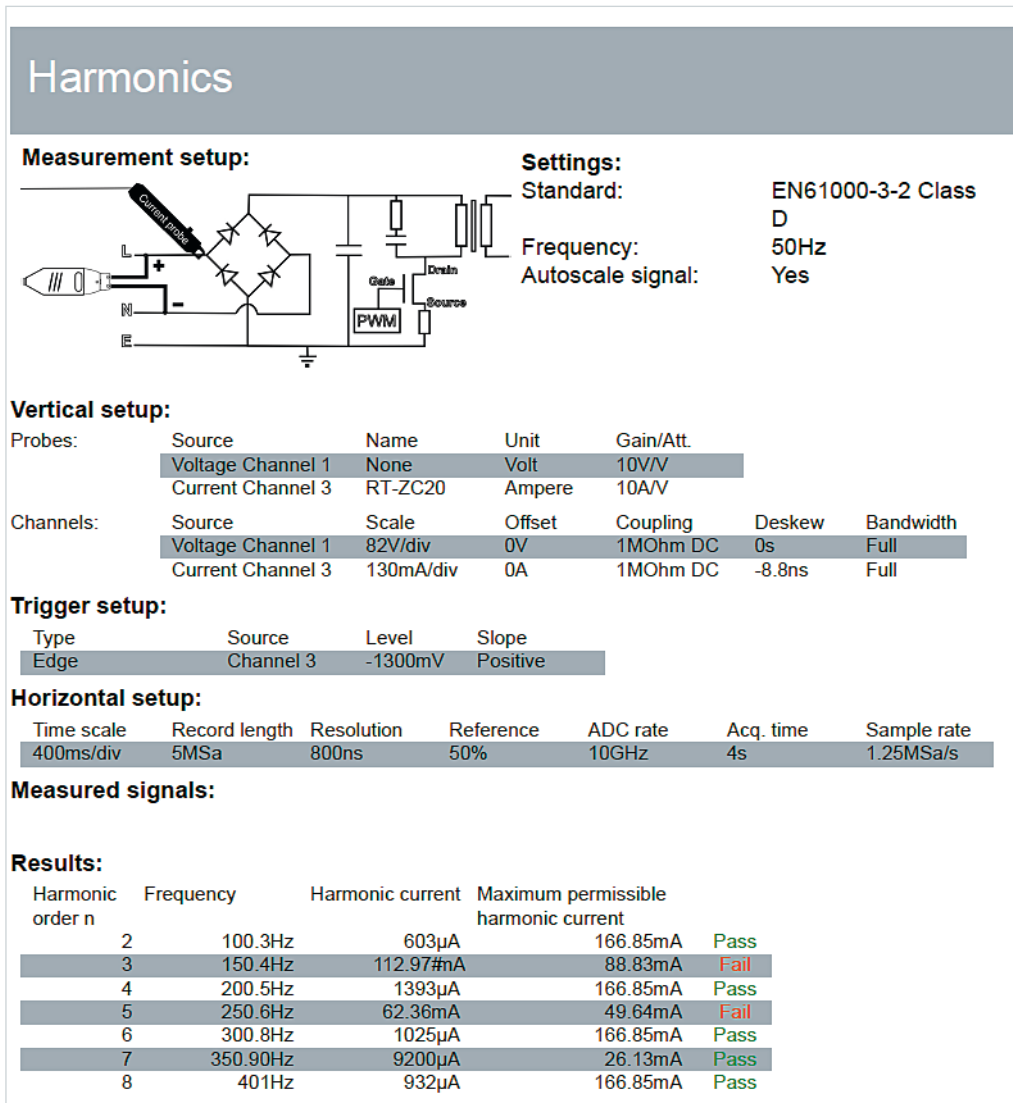 Harmonics
Measurement setup:
Current probe
L
+
N
-
E
Gate
Drain
Source
PWM
Settings:
Standard: EN61000-3-2 Class
D
Frequency: 50Hz
Autoscale signal: Yes
Vertical setup:
Probes: Source Name Unit Gain/Att.
Voltage Channel 1 None Volt 10V/V
Current Channel 3 RT-ZC20 Ampere 10A/V
Channels: Source Scale Offset Coupling Deskew Bandwidth
Voltage Channel 1 82V/div 0V 1MOhm DC 0s Full
Current Channel 3 130mA/div 0A 1MOhm DC -8.8ns Full
Trigger setup:
Type Source Level Slope
Edge Channel 3 -1300mV Positive
Horizontal setup:
Time scale Record length Resolution Reference ADC rate Acq. time Sample rate
400ms/div 5MSa 800ns 50% 10GHz 4s 1.25MSa/s
Measured signals:
Results:
Harmonic Frequency Harmonic current Maximum permissible
order n harmonic current
2 100.3Hz 603µA 166.85mA Pass
3 150.4Hz 112.97#mA 88.83mA Fail
4 200.5Hz 1393µA 166.85mA Pass
5 250.6Hz 62.36mA 49.64mA Fail
6 300.8Hz 1025µA 166.85mA Pass
7 350.90Hz 9200µA 26.13mA Pass
8 401Hz 932µA 166.85mA Pass